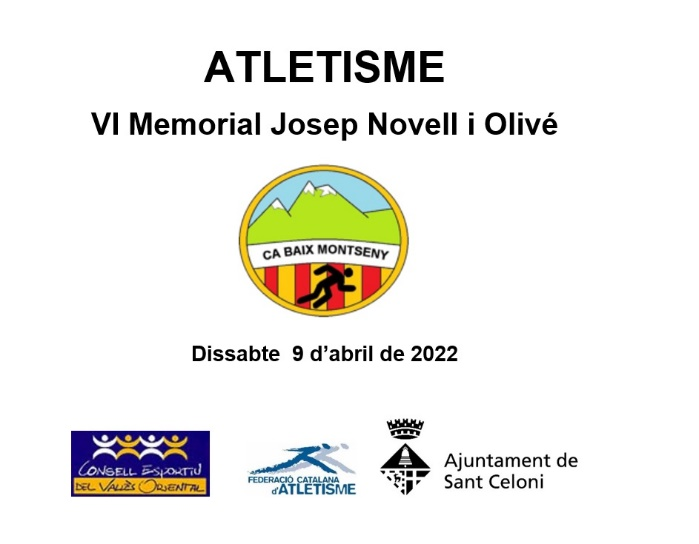 ATLETISME
VI Memorial Josep Novell i Olivé
CA BAIX MONTSENY
Dissabte  9 d’abril de 2022
CONSELL ESPORTIU
DEL VALLÈS ORIENTAL
FEDERACIÓ CATALANA
d'ATLETISME
Ajuntament de
Sant Celoni